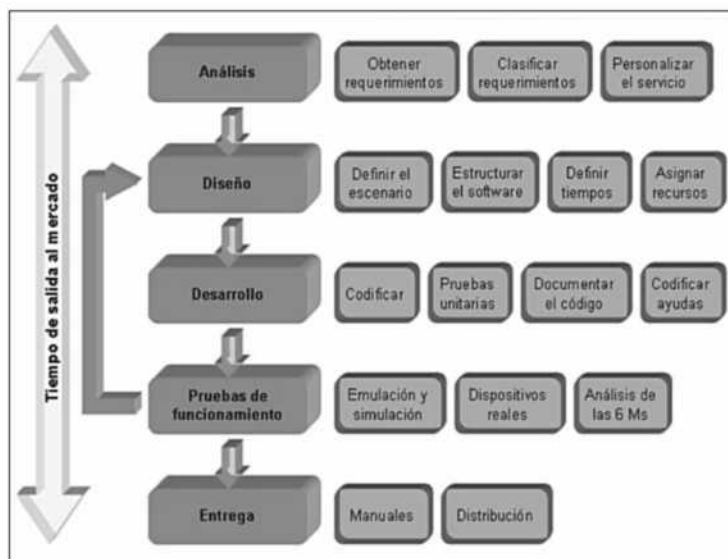 Tiempo de salida al mercado
Análisis
Obtener
requerimientos
Clasificar
requerimientos
Personalizar
el servicio
Diseño
Definir el
escenario
Estructurar
el software
Definir
tiempos
Asignar
recursos
Desarrollo
Codificar
Pruebas
unitarias
Documentar
el código
Codificar
ayudas
Pruebas de
funcionamiento
Emulación y
simulación
Dispositivos
reales
Análisis de
las 6 Ms
Entrega
Manuales
Distribución